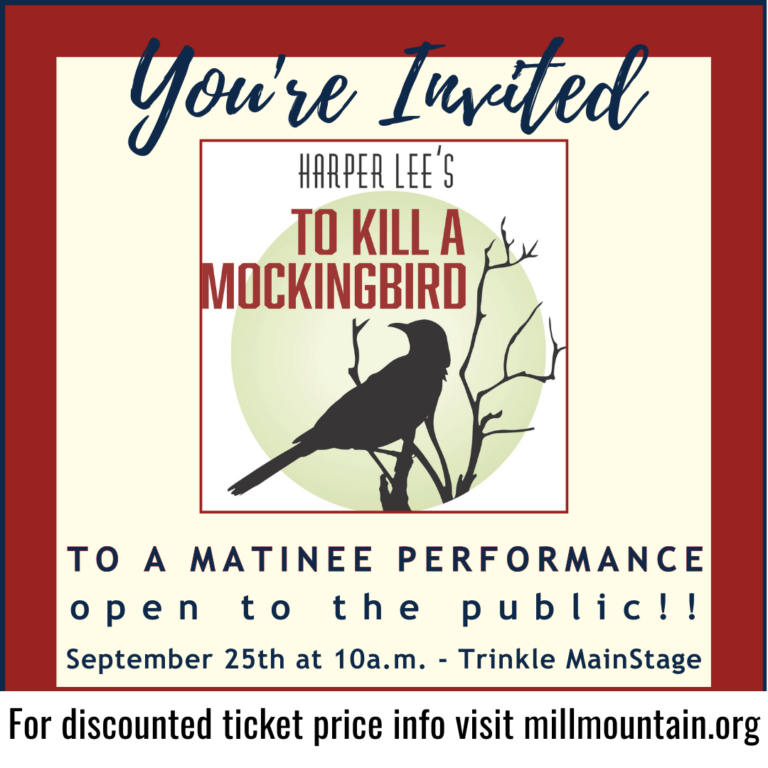 You're Invited
HARPER LEE'S
TO KILL A
MOCKINGBIRD
TO A MATINEE PERFORMANCE
open to the public!!
September 25th at 10a.m. - Trinkle MainStage
For discounted ticket price info visit millmountain.org